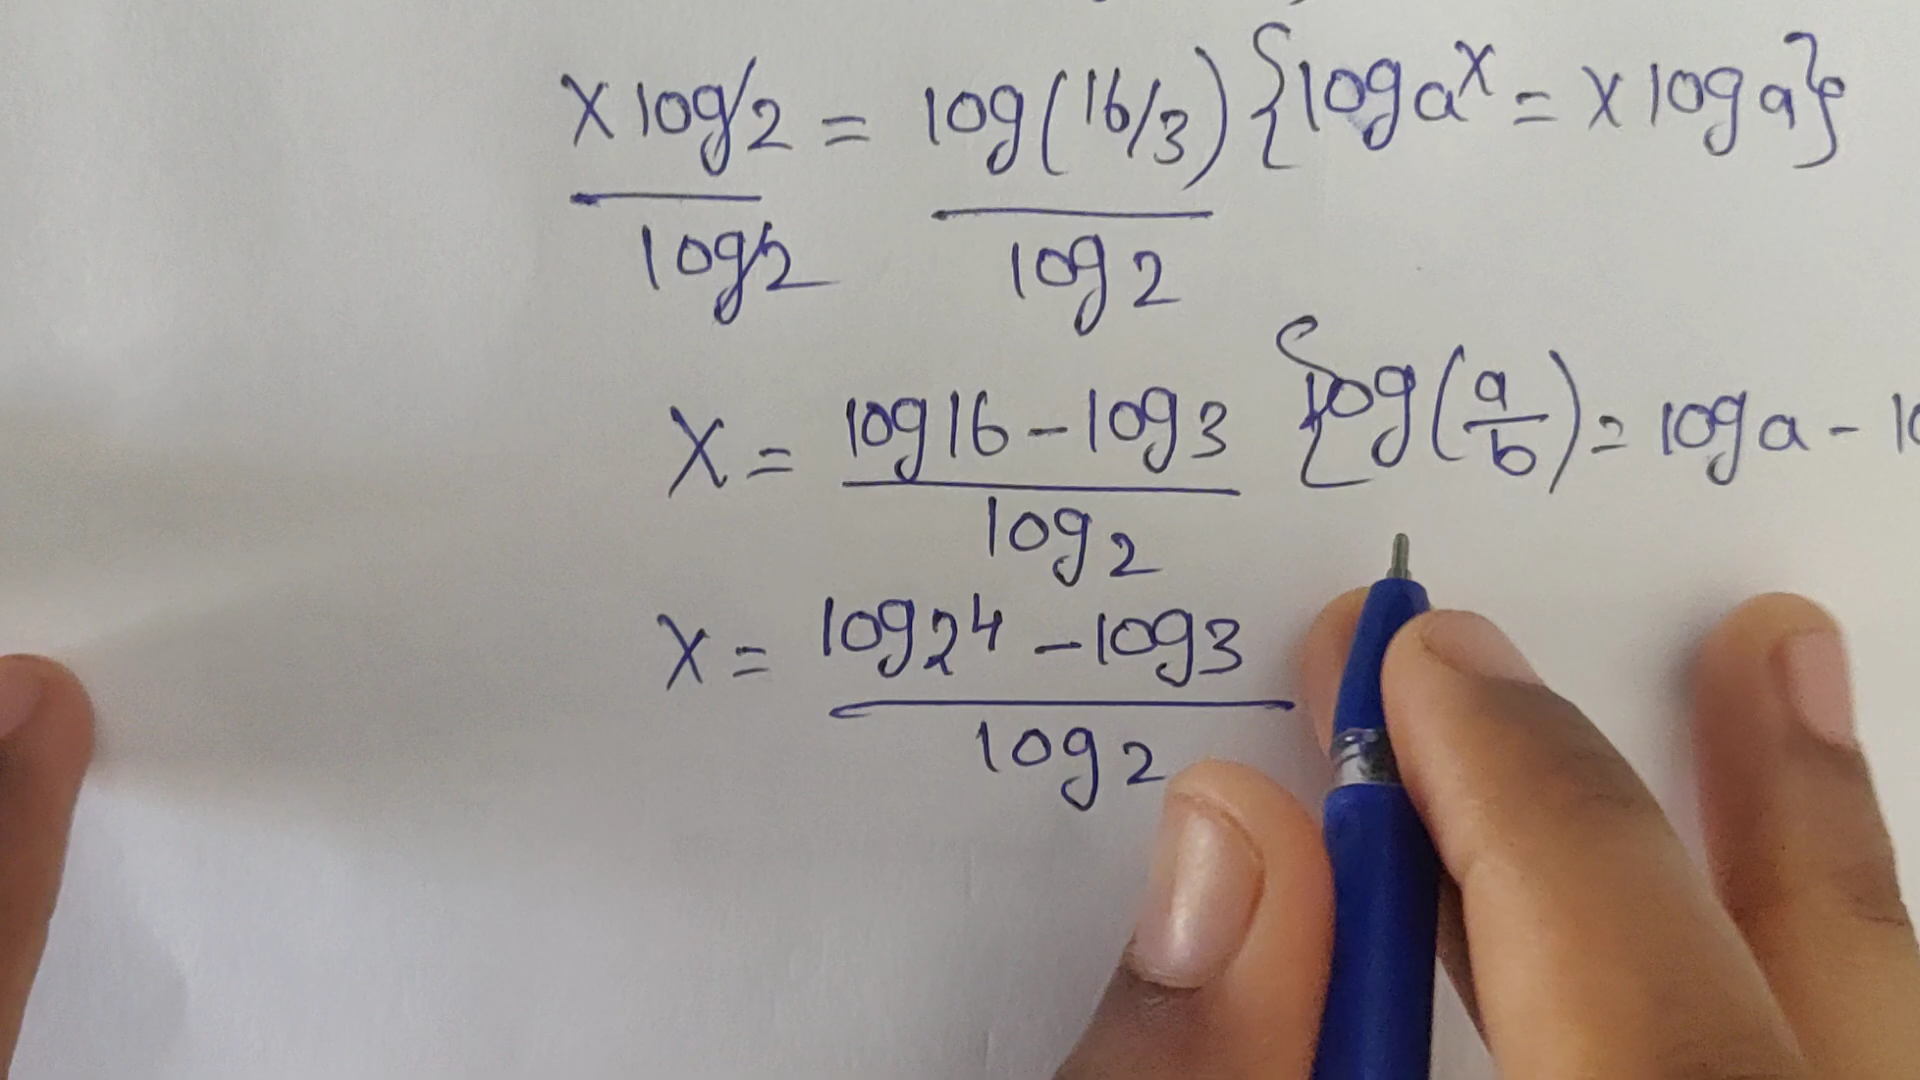 x log 2 = log(16/3) {log a^x = x log a}
log 2 log 2
x = log 16 - log 3 {log(a/b) = log a -
log 2
x = log 2^4 - log 3
log 2